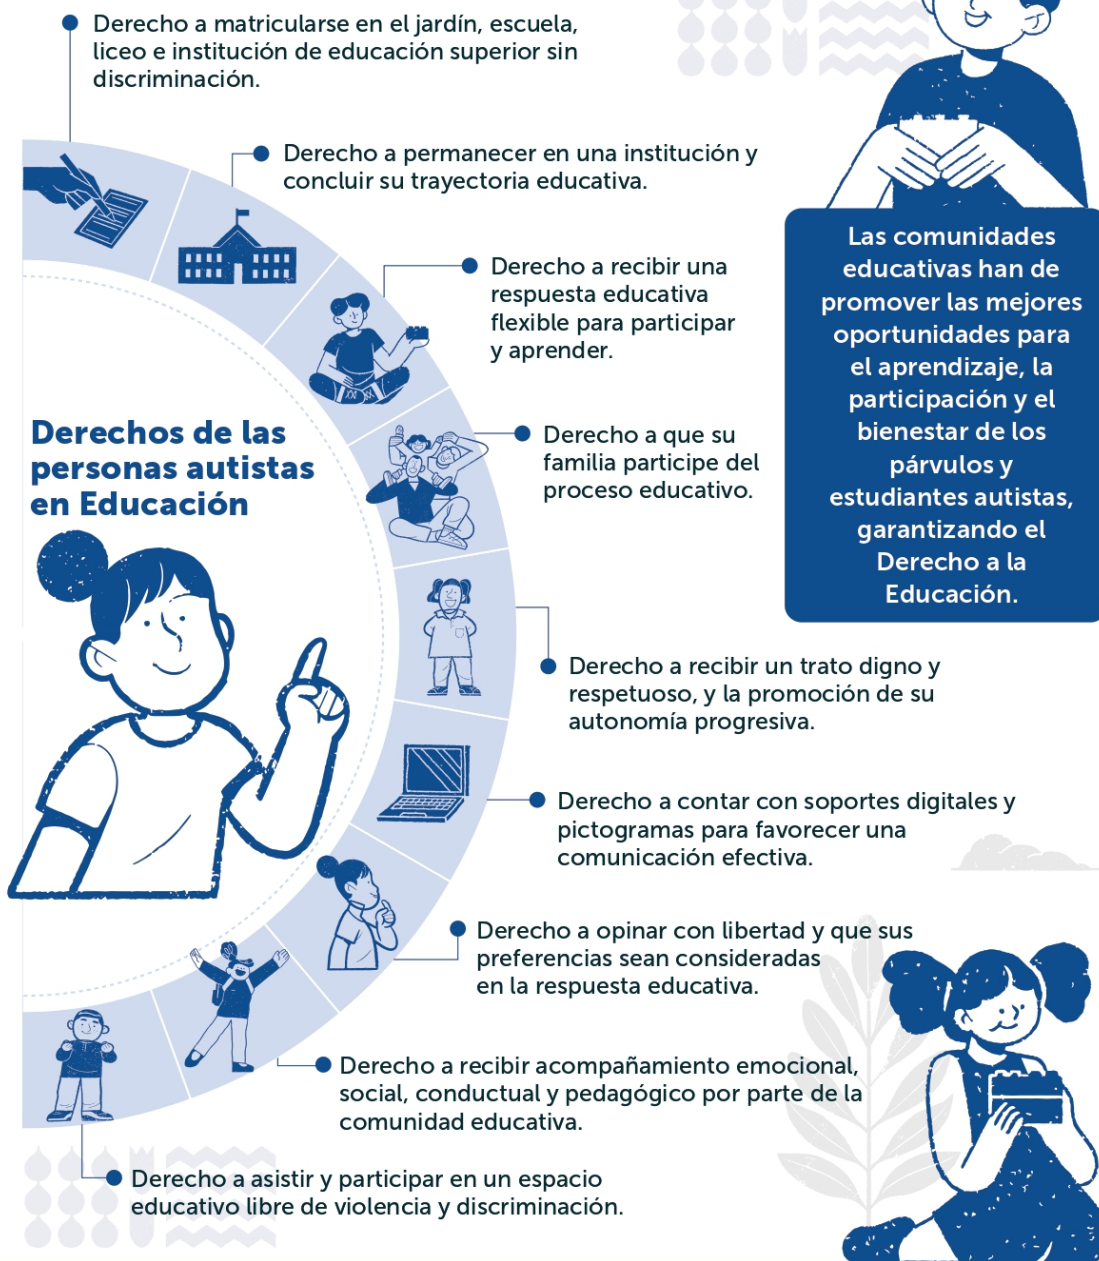 Derecho a matricularse en el jardín, escuela,
liceo e institución de educación superior sin
discriminación.
Derecho a permanecer en una institución y
concluir su trayectoria educativa.
Derecho a recibir una
respuesta educativa
flexible para participar
y aprender.
Derecho a que su
familia participe del
proceso educativo.
Las comunidades
educativas han de
promover las mejores
oportunidades para
el aprendizaje, la
participación y el
bienestar de los
párvulos y
estudiantes autistas,
garantizando el
Derecho a la
Educación.
Derechos de las
personas autistas
en Educación
Derecho a recibir un trato digno y
respetuoso, y la promoción de su
autonomía progresiva.
Derecho a contar con soportes digitales y
pictogramas para favorecer una
comunicación efectiva.
Derecho a opinar con libertad y que sus
preferencias sean consideradas
en la respuesta educativa.
Derecho a recibir acompañamiento emocional,
social, conductual y pedagógico por parte de la
comunidad educativa.
Derecho a asistir y participar en un espacio
educativo libre de violencia y discriminación.